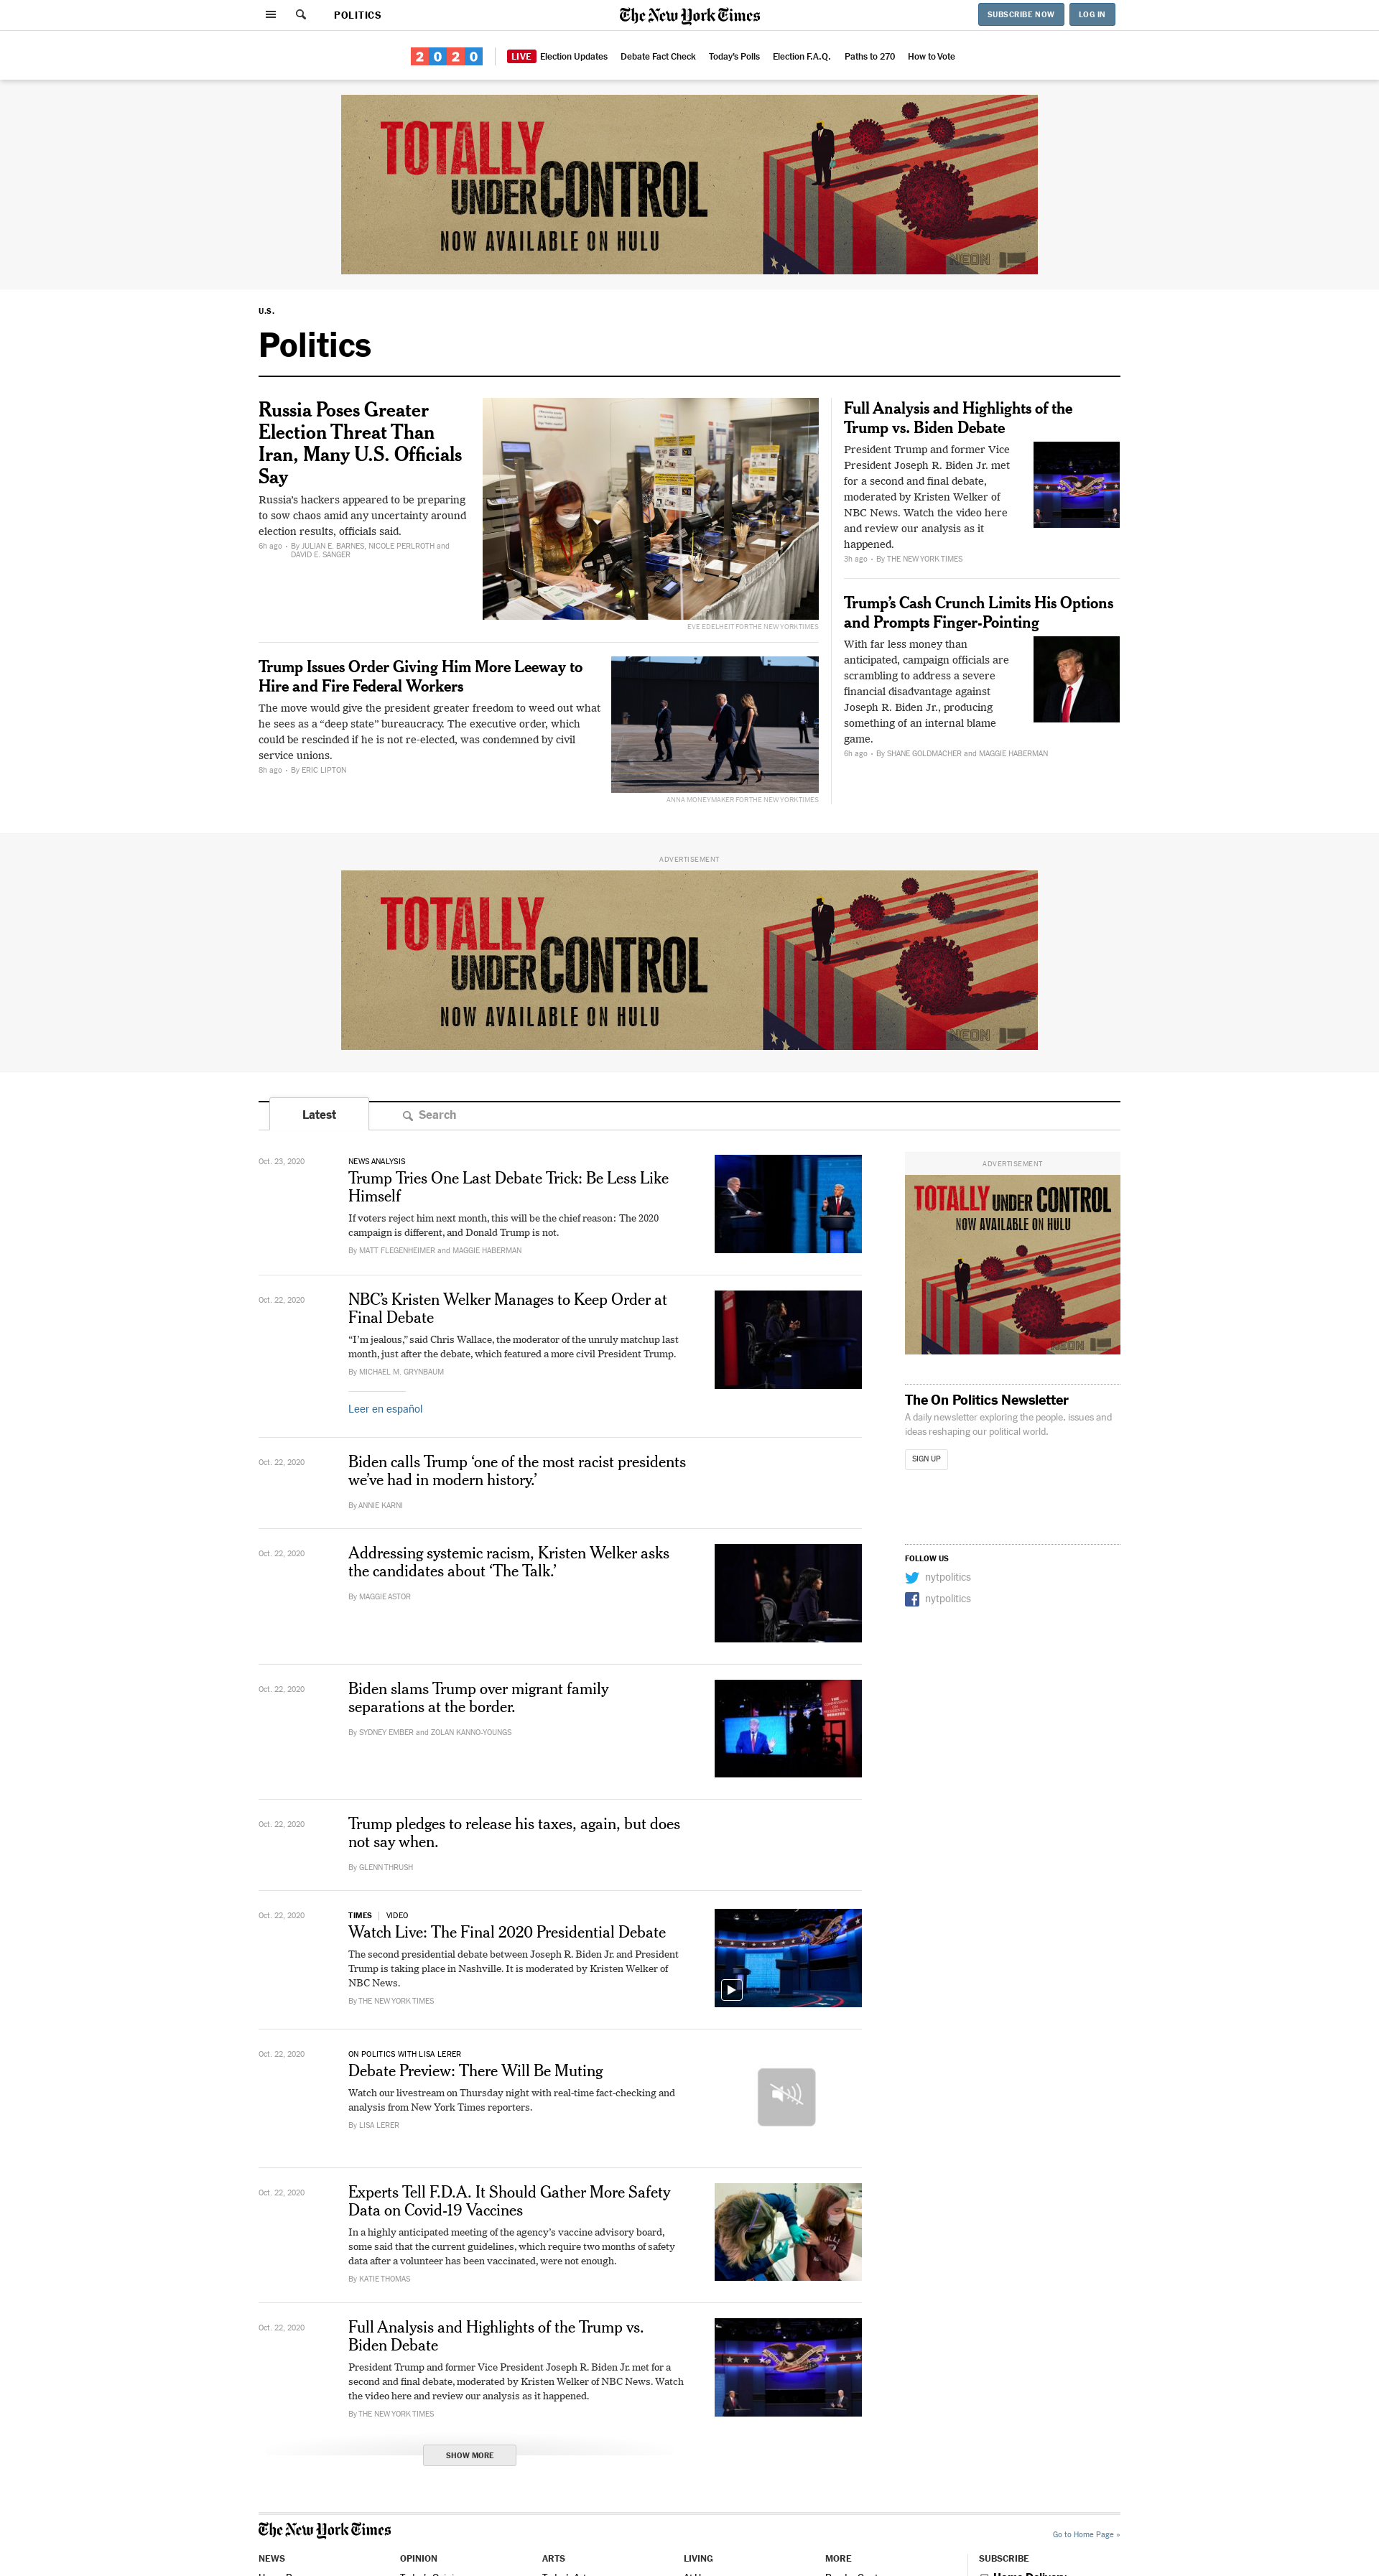 POLITICS
The New York Times
SUBSCRIBE NOW
LOG IN
2020
LIVE Election Updates
Debate Fact Check
Today's Polls
Election F.A.Q.
Paths to 270
How to Vote
TOTALLY
UNDER CONTROL
NOW AVAILABLE ON HULU
NEON
U.S.
Politics
Russia Poses Greater
Election Threat Than
Iran, Many U.S. Officials
Say
Russia's hackers appeared to be preparing
to sow chaos amid any uncertainty around
election results, officials said.
6h ago • By JULIAN E. BARNES, NICOLE PERLROTH and
DAVID E. SANGER
EVE EDELHEIT FOR THE NEW YORK TIMES
Trump Issues Order Giving Him More Leeway to
Hire and Fire Federal Workers
The move would give the president greater freedom to weed out what
he sees as a “deep state” bureaucracy. The executive order, which
could be rescinded if he is not re-elected, was condemned by civil
service unions.
8h ago • By ERIC LIPTON
ANNA MONEYMAKER FOR THE NEW YORK TIMES
Full Analysis and Highlights of the
Trump vs. Biden Debate
President Trump and former Vice
President Joseph R. Biden Jr. met
for a second and final debate,
moderated by Kristen Welker of
NBC News. Watch the video here
and review our analysis as it
happened.
3h ago • By THE NEW YORK TIMES
Trump’s Cash Crunch Limits His Options
and Prompts Finger-Pointing
With far less money than
anticipated, campaign officials are
scrambling to address a severe
financial disadvantage against
Joseph R. Biden Jr., producing
something of an internal blame
game.
6h ago • By SHANE GOLDMACHER and MAGGIE HABERMAN
ADVERTISEMENT
TOTALLY
UNDER CONTROL
NOW AVAILABLE ON HULU
NEON
Latest
Search
Oct. 23, 2020
NEWS ANALYSIS
Trump Tries One Last Debate Trick: Be Less Like
Himself
If voters reject him next month, this will be the chief reason: The 2020
campaign is different, and Donald Trump is not.
By MATT FLEGENHEIMER and MAGGIE HABERMAN
Oct. 22, 2020
NBC’s Kristen Welker Manages to Keep Order at
Final Debate
“I’m jealous,” said Chris Wallace, the moderator of the unruly matchup last
month, just after the debate, which featured a more civil President Trump.
By MICHAEL M. GRYNBAUM
Leer en español
Oct. 22, 2020
Biden calls Trump ‘one of the most racist presidents
we’ve had in modern history.’
By ANNIE KARNI
Oct. 22, 2020
Addressing systemic racism, Kristen Welker asks
the candidates about ‘The Talk.’
By MAGGIE ASTOR
Oct. 22, 2020
Biden slams Trump over migrant family
separations at the border.
By SYDNEY EMBER and ZOLAN KANNO-YOUNGS
Oct. 22, 2020
Trump pledges to release his taxes, again, but does
not say when.
By GLENN THRUSH
Oct. 22, 2020
TIMES | VIDEO
Watch Live: The Final 2020 Presidential Debate
The second presidential debate between Joseph R. Biden Jr. and President
Trump is taking place in Nashville. It is moderated by Kristen Welker of
NBC News.
By THE NEW YORK TIMES
Oct. 22, 2020
ON POLITICS WITH LISA LERER
Debate Preview: There Will Be Muting
Watch our livestream on Thursday night with real-time fact-checking and
analysis from New York Times reporters.
By LISA LERER
Oct. 22, 2020
Experts Tell F.D.A. It Should Gather More Safety
Data on Covid-19 Vaccines
In a highly anticipated meeting of the agency’s vaccine advisory board,
some said that the current guidelines, which require two months of safety
data after a volunteer has been vaccinated, were not enough.
By KATIE THOMAS
Oct. 22, 2020
Full Analysis and Highlights of the Trump vs.
Biden Debate
President Trump and former Vice President Joseph R. Biden Jr. met for a
second and final debate, moderated by Kristen Welker of NBC News. Watch
the video here and review our analysis as it happened.
By THE NEW YORK TIMES
SHOW MORE
ADVERTISEMENT
TOTALLY UNDER CONTROL
NOW AVAILABLE ON HULU
NEON
The On Politics Newsletter
A daily newsletter exploring the people, issues and
ideas reshaping our political world.
SIGN UP
FOLLOW US
nytpolitics
nytpolitics
The New York Times
Go to Home Page »
NEWS
OPINION
ARTS
LIVING
MORE
SUBSCRIBE